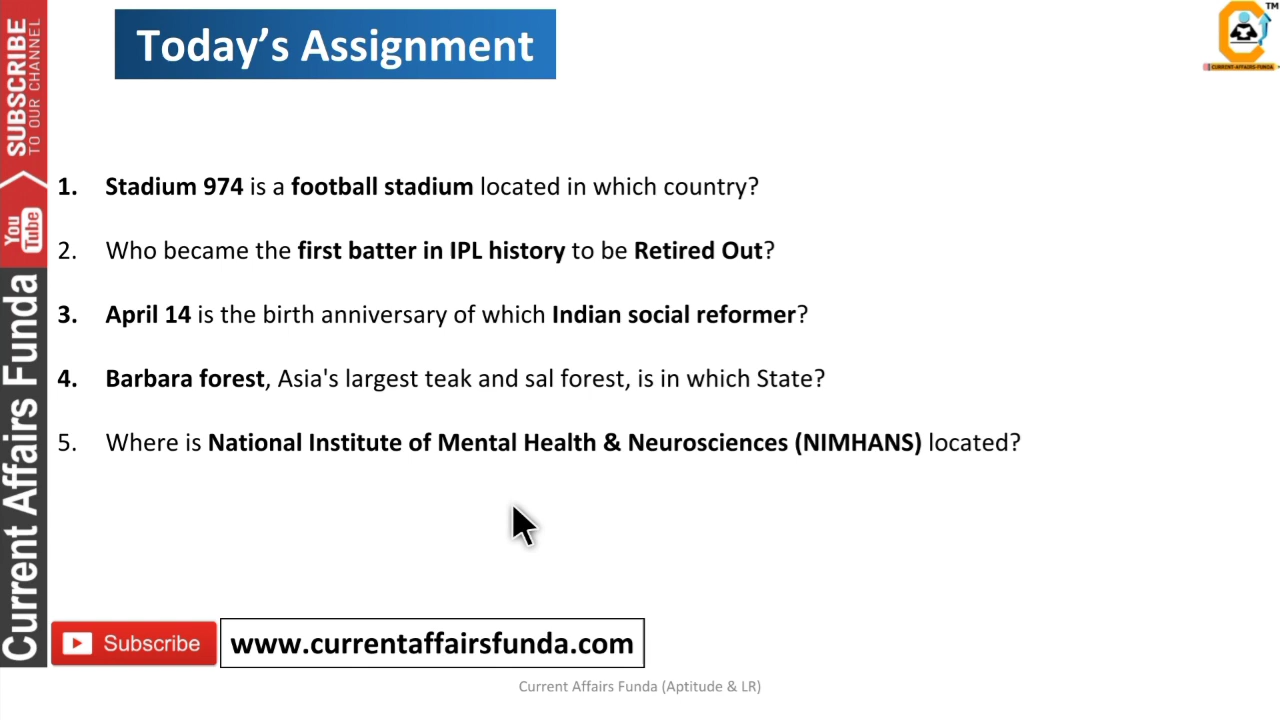 Today's Assignment
TM
CURRENT-AFFAIRS-FUNDA
SUBSCRIBE
TO OUR CHANNEL
You
Tube
Current Affairs Funda
1. Stadium 974 is a football stadium located in which country?
2. Who became the first batter in IPL history to be Retired Out?
3. April 14 is the birth anniversary of which Indian social reformer?
4. Barbara forest, Asia's largest teak and sal forest, is in which State?
5. Where is National Institute of Mental Health & Neurosciences (NIMHANS) located?
Subscribe
www.currentaffairsfunda.com
Current Affairs Funda (Aptitude & LR)